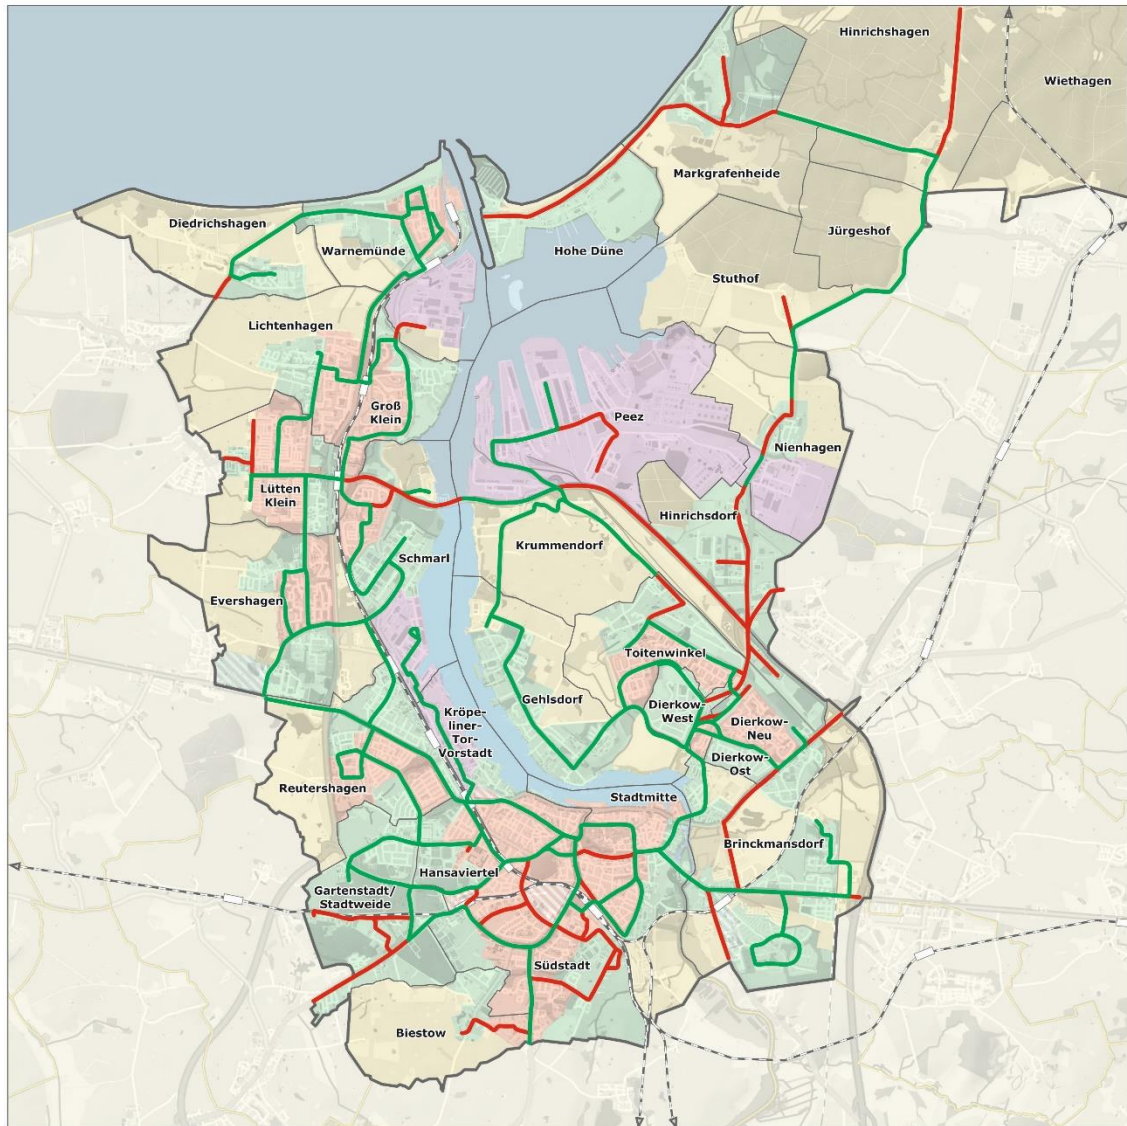 Hinrichshagen
Wiethagen
Markgrafenheide
Diedrichshagen
Jürgeshof
Warnemünde
Hohe Düne
Stuthof
Lichtenhagen
Groß
Klein
Peez
Nienhagen
Lütten
Klein
Hinrichsdorf
Krummendorf
Schmarl
Evershagen
Toitenwinkel
Gehlsdorf
Dierkow-
West
Kröpe-
liner-
Tor-
Vorstadt
Dierkow-
Neu
Dierkow-
Ost
Reutershagen
Stadtmitte
Brinckmansdorf
Hansaviertel
Gartenstadt/
Stadtweide
Südstadt
Biestow